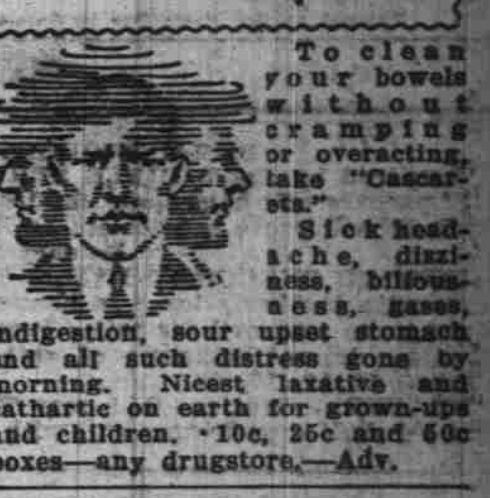 To clean
your bowels
without
cramping
or overacting,
take "Cascar-
ets."
Sick head-
ache, dizzi-
ness, bilious-
ness, gases,
ndigestion, sour upset stomach
and all such distress gone by
morning. Nicest laxative and
cathartic on earth for grown-ups
and children. 10c, 25c and 50c
boxes—any drugstore.—Adv.